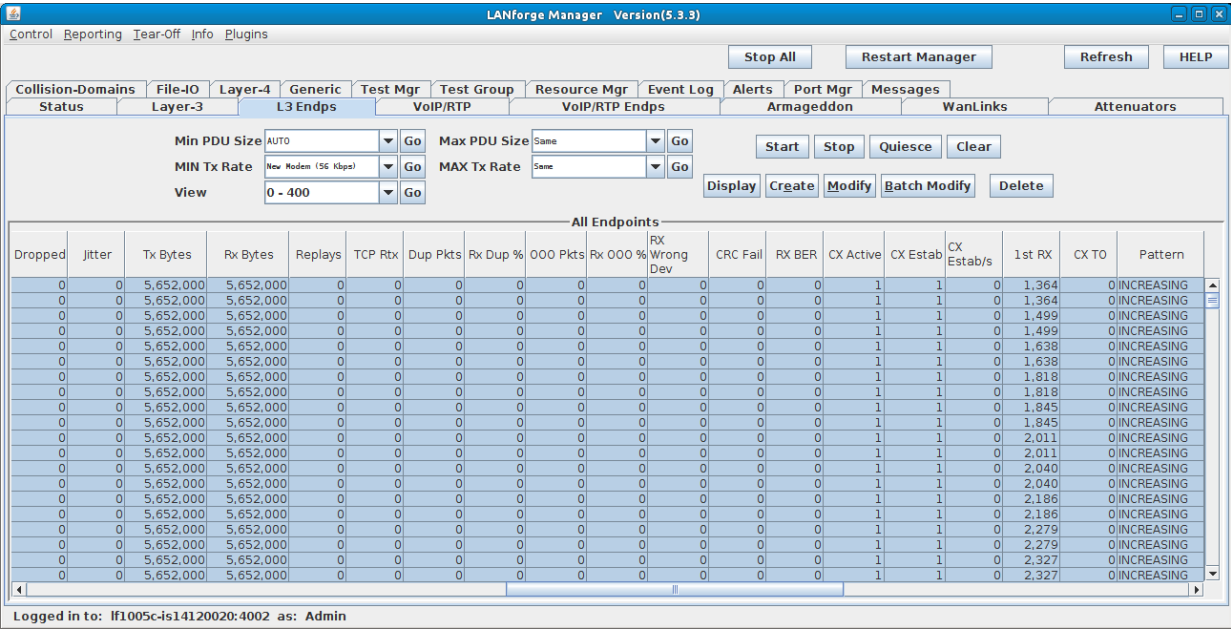 LANforge Manager Version(5.3.3)
Control Reporting Tear-Off Info Plugins
Stop All Restart Manager Refresh HELP
Collision-Domains File-IO Layer-4 Generic Test Mgr Test Group Resource Mgr Event Log Alerts Port Mgr Messages
Status Layer-3 L3 Endps VoIP/RTP VoIP/RTP Endps Armageddon WanLinks Attenuators
Min PDU Size AUTO Go Max PDU Size Same Go Start Stop Quiesce Clear
MIN Tx Rate New Modem (56 Kbps) Go MAX Tx Rate Same Go
View 0 - 400 Go Display Create Modify Batch Modify Delete
All Endpoints
Dropped Jitter Tx Bytes Rx Bytes Replays TCP Rtx Dup Pkts Rx Dup % OOO Pkts Rx OOO % RX Wrong Dev CRC Fail RX BER CX Active CX Estab CX Estab/s 1st RX CX TO Pattern
0 0 5,652,000 5,652,000 0 0 0 0 0 0 0 0 0 1 1 0 1,364 0 INCREASING
0 0 5,652,000 5,652,000 0 0 0 0 0 0 0 0 0 1 1 0 1,364 0 INCREASING
0 0 5,652,000 5,652,000 0 0 0 0 0 0 0 0 0 1 1 0 1,499 0 INCREASING
0 0 5,652,000 5,652,000 0 0 0 0 0 0 0 0 0 1 1 0 1,499 0 INCREASING
0 0 5,652,000 5,652,000 0 0 0 0 0 0 0 0 0 1 1 0 1,638 0 INCREASING
0 0 5,652,000 5,652,000 0 0 0 0 0 0 0 0 0 1 1 0 1,638 0 INCREASING
0 0 5,652,000 5,652,000 0 0 0 0 0 0 0 0 0 1 1 0 1,818 0 INCREASING
0 0 5,652,000 5,652,000 0 0 0 0 0 0 0 0 0 1 1 0 1,818 0 INCREASING
0 0 5,652,000 5,652,000 0 0 0 0 0 0 0 0 0 1 1 0 1,845 0 INCREASING
0 0 5,652,000 5,652,000 0 0 0 0 0 0 0 0 0 1 1 0 1,845 0 INCREASING
0 0 5,652,000 5,652,000 0 0 0 0 0 0 0 0 0 1 1 0 2,011 0 INCREASING
0 0 5,652,000 5,652,000 0 0 0 0 0 0 0 0 0 1 1 0 2,011 0 INCREASING
0 0 5,652,000 5,652,000 0 0 0 0 0 0 0 0 0 1 1 0 2,040 0 INCREASING
0 0 5,652,000 5,652,000 0 0 0 0 0 0 0 0 0 1 1 0 2,040 0 INCREASING
0 0 5,652,000 5,652,000 0 0 0 0 0 0 0 0 0 1 1 0 2,186 0 INCREASING
0 0 5,652,000 5,652,000 0 0 0 0 0 0 0 0 0 1 1 0 2,186 0 INCREASING
0 0 5,652,000 5,652,000 0 0 0 0 0 0 0 0 0 1 1 0 2,279 0 INCREASING
0 0 5,652,000 5,652,000 0 0 0 0 0 0 0 0 0 1 1 0 2,279 0 INCREASING
0 0 5,652,000 5,652,000 0 0 0 0 0 0 0 0 0 1 1 0 2,327 0 INCREASING
0 0 5,652,000 5,652,000 0 0 0 0 0 0 0 0 0 1 1 0 2,327 0 INCREASING
Logged in to: lf1005c-is14120020:4002 as: Admin